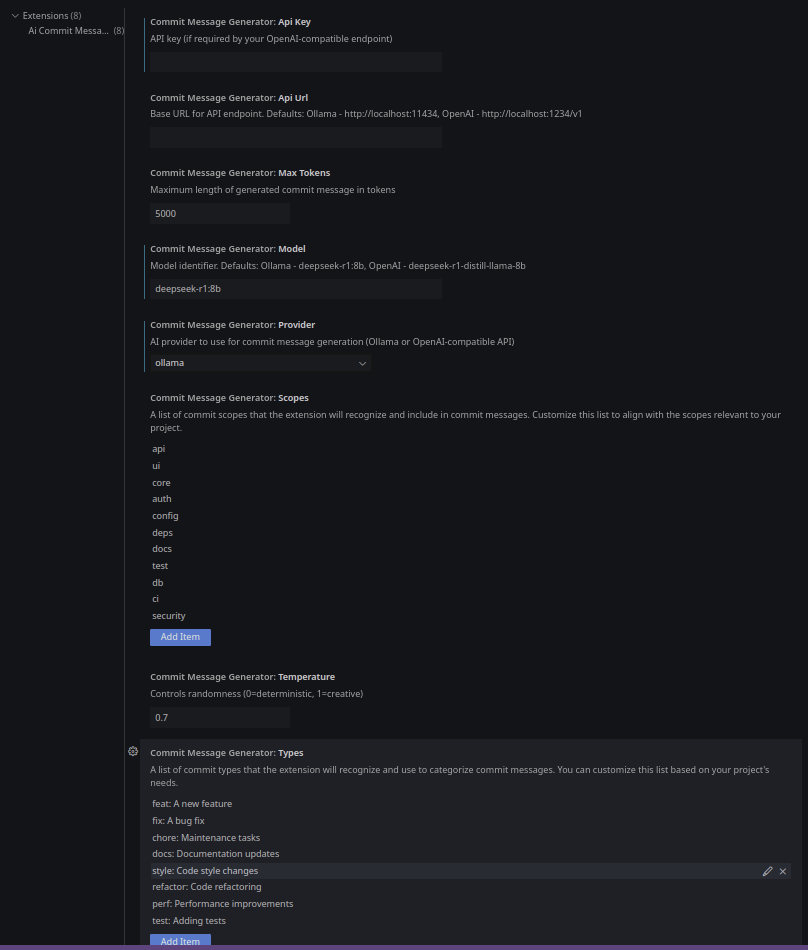 Extensions (8)
Ai Commit Messa... (8)
Commit Message Generator: Api Key
API key (if required by your OpenAI-compatible endpoint)
Commit Message Generator: Api Url
Base URL for API endpoint. Defaults: Ollama - http://localhost:11434, OpenAI - http://localhost:1234/v1
Commit Message Generator: Max Tokens
Maximum length of generated commit message in tokens
5000
Commit Message Generator: Model
Model identifier. Defaults: Ollama - deepseek-r1:8b, OpenAI - deepseek-r1-distill-llama-8b
deepseek-r1:8b
Commit Message Generator: Provider
AI provider to use for commit message generation (Ollama or OpenAI-compatible API)
ollama
Commit Message Generator: Scopes
A list of commit scopes that the extension will recognize and include in commit messages. Customize this list to align with the scopes relevant to your
project.
api
ui
core
auth
config
deps
docs
test
db
ci
security
Add Item
Commit Message Generator: Temperature
Controls randomness (0=deterministic, 1=creative)
0.7
Commit Message Generator: Types
A list of commit types that the extension will recognize and use to categorize commit messages. You can customize this list based on your project's
needs.
feat: A new feature
fix: A bug fix
chore: Maintenance tasks
docs: Documentation updates
style: Code style changes
refactor: Code refactoring
perf: Performance improvements
test: Adding tests
Add Item